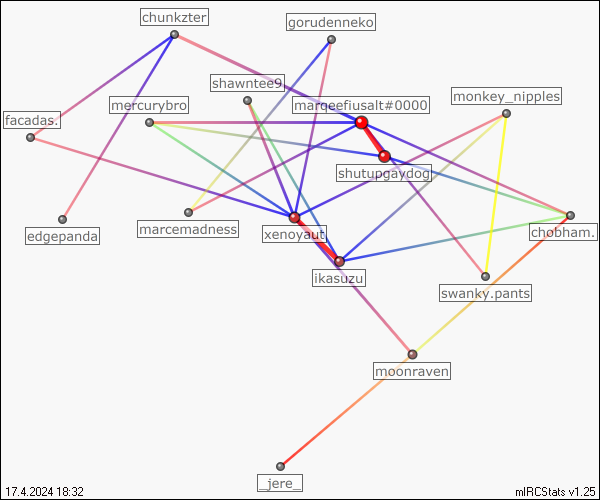 chunkzter
gorudenneko
shawntee9
monkey_nipples
mercurybro
marqeefiusalt#0000
facadas.
shutupgaydog
edgepanda
marcemadness
xenoyaut
chobham.
ikasuzu
swanky.pants
moonraven
_jere_
17.4.2024 18:32
mIRCStats v1.25